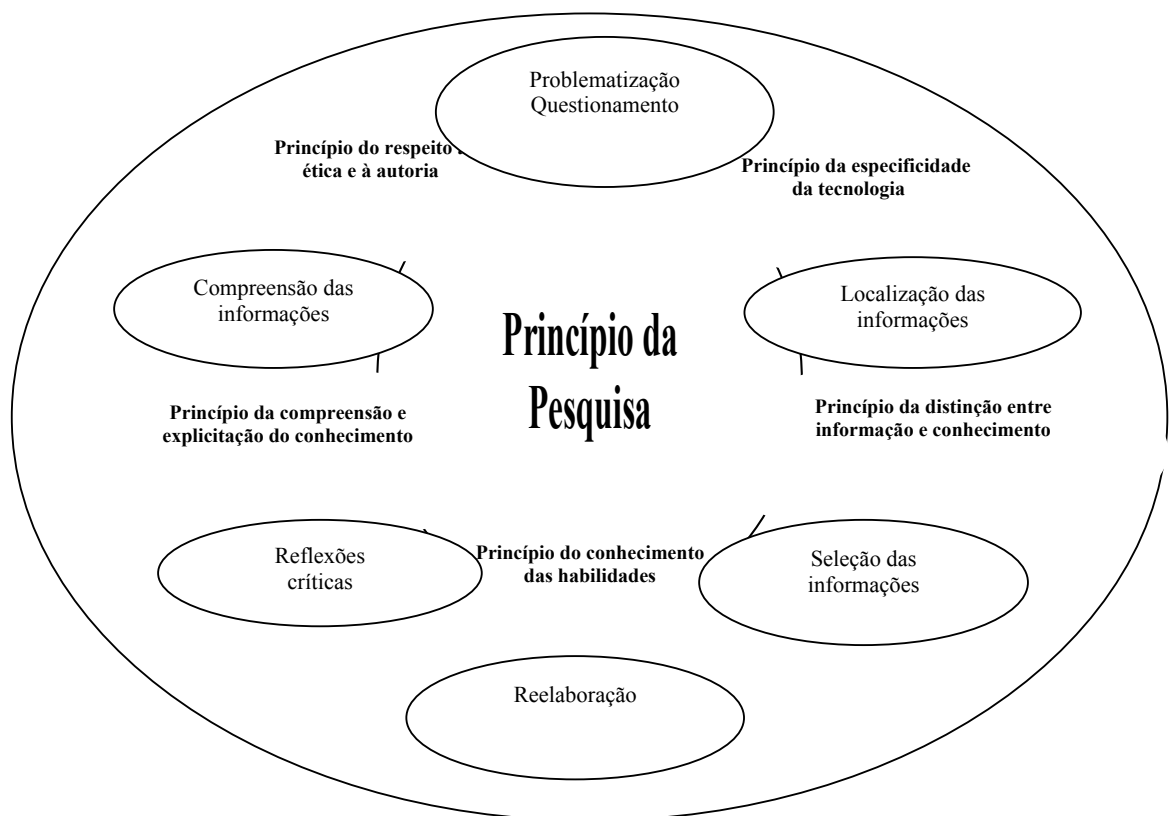 Problematização
Questionamento
Princípio do respeito
ética e à autoria
Princípio da especificidade
da tecnologia
Compreensão das
informações
Localização das
informações
Princípio da
Pesquisa
Princípio da compreensão e
explicitação do conhecimento
Princípio da distinção entre
informação e conhecimento
Reflexões
críticas
Princípio do conhecimento
das habilidades
Seleção das
informações
Reelaboração